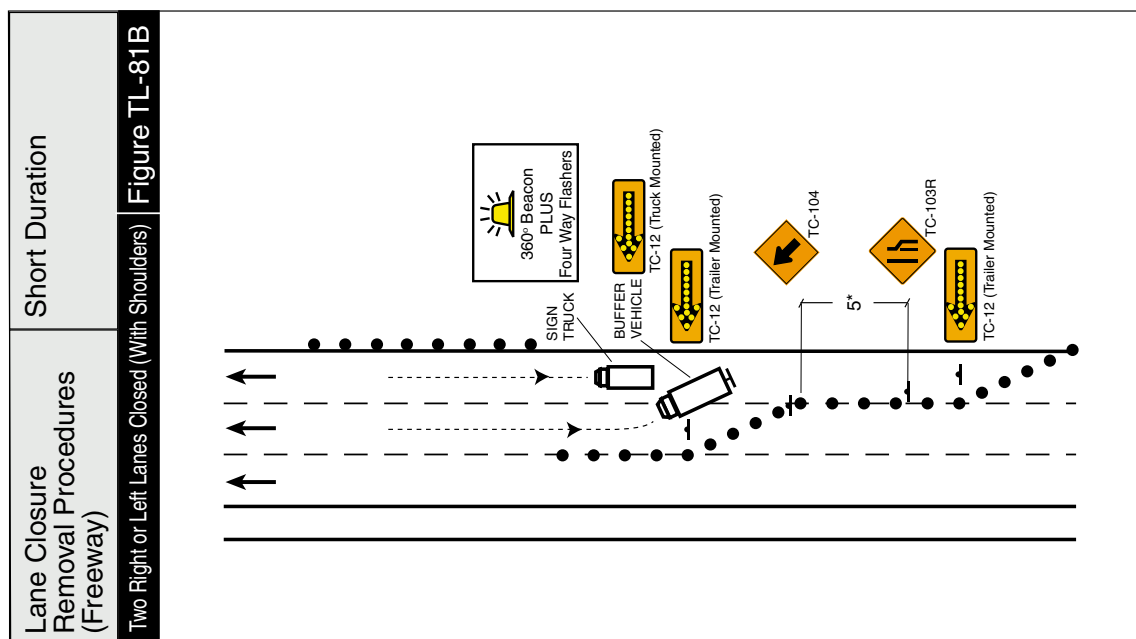 Lane Closure
Removal Procedures
(Freeway)
Short Duration
Two Right or Left Lanes Closed (With Shoulders)
Figure TL-81B
360° Beacon
PLUS
Four Way Flashers
SIGN
TRUCK
BUFFER
VEHICLE
TC-12 (Truck Mounted)
TC-12 (Trailer Mounted)
TC-104
5*
TC-103R
TC-12 (Trailer Mounted)